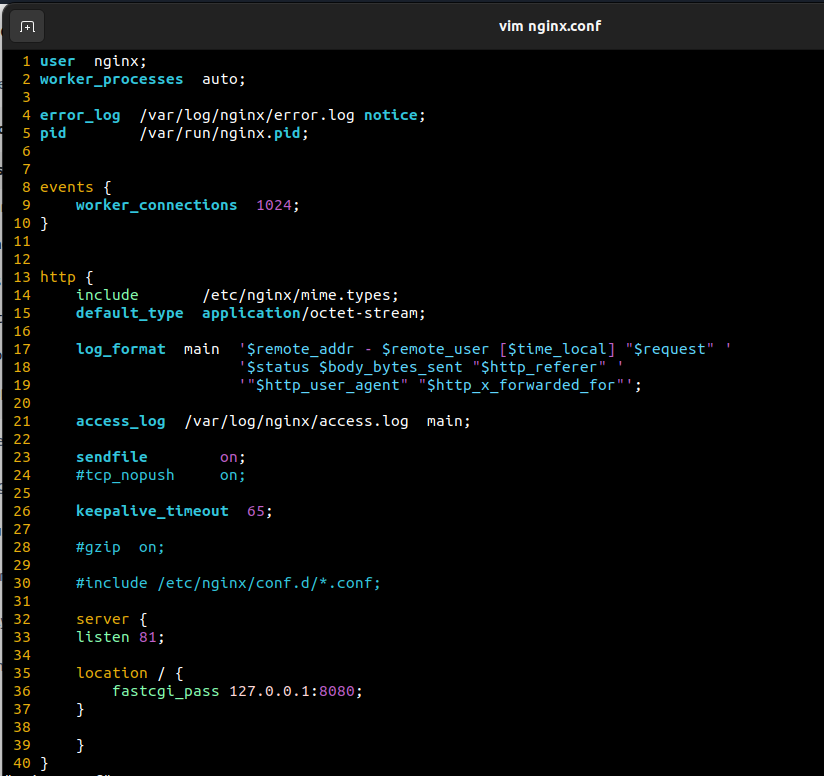 vim nginx.conf
1 user  nginx;
2 worker_processes  auto;
3
4 error_log  /var/log/nginx/error.log notice;
5 pid        /var/run/nginx.pid;
6
7
8 events {
9     worker_connections  1024;
10 }
11
12
13 http {
14     include       /etc/nginx/mime.types;
15     default_type  application/octet-stream;
16
17     log_format  main  '$remote_addr - $remote_user [$time_local] "$request" '
18                       '$status $body_bytes_sent "$http_referer" '
19                       '"$http_user_agent" "$http_x_forwarded_for"';
20
21     access_log  /var/log/nginx/access.log  main;
22
23     sendfile        on;
24     #tcp_nopush     on;
25
26     keepalive_timeout  65;
27
28     #gzip  on;
29
30     #include /etc/nginx/conf.d/*.conf;
31
32     server {
33     listen 81;
34
35     location / {
36         fastcgi_pass 127.0.0.1:8080;
37     }
38
39     }
40 }